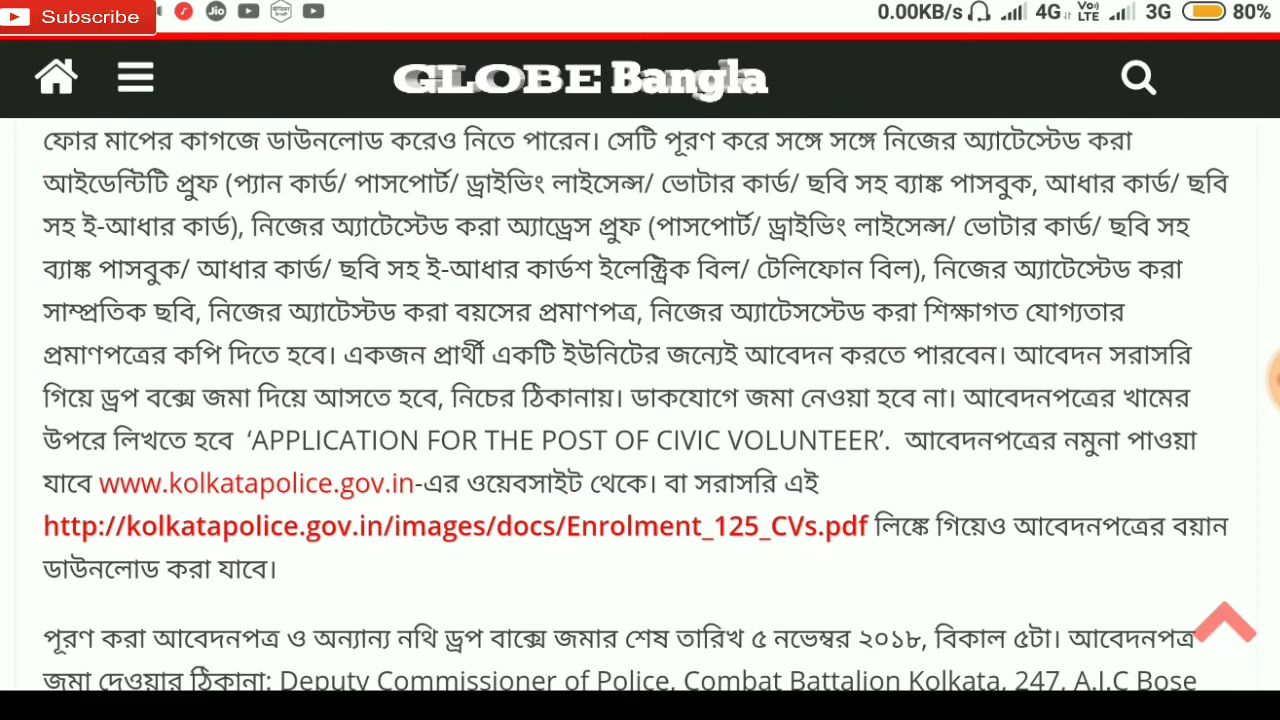 Subscribe
Jio
0.00KB/s 4G Vo) LTE 3G 80%
GLOBE Bangla
ফোর মাপের কাগজে ডাউনলোড করেও নিতে পারেন। সেটি পূরণ করে সঙ্গে সঙ্গে নিজের অ্যাটেস্টেড করা
আইডেন্টিটি প্রুফ (প্যান কার্ড/ পাসপোর্ট/ ড্রাইভিং লাইসেন্স/ ভোটার কার্ড/ ছবি সহ ব্যাঙ্ক পাসবুক, আধার কার্ড/ ছবি
সহ ই-আধার কার্ড), নিজের অ্যাটেস্টেড করা অ্যাড্রেস প্রুফ (পাসপোর্ট/ ড্রাইভিং লাইসেন্স/ ভোটার কার্ড/ ছবি সহ
ব্যাঙ্ক পাসবুক/ আধার কার্ড/ ছবি সহ ই-আধার কার্ডশ ইলেক্ট্রিক বিল/ টেলিফোন বিল), নিজের অ্যাটেস্টেড করা
সাম্প্রতিক ছবি, নিজের অ্যাটেস্টড করা বয়সের প্রমাণপত্র, নিজের অ্যাটেসস্টেড করা শিক্ষাগত যোগ্যতার
প্রমাণপত্রের কপি দিতে হবে। একজন প্রার্থী একটি ইউনিটের জন্যেই আবেদন করতে পারবেন। আবেদন সরাসরি
গিয়ে ড্রপ বক্সে জমা দিয়ে আসতে হবে, নিচের ঠিকানায়। ডাকযোগে জমা নেওয়া হবে না। আবেদনপত্রের খামের
উপরে লিখতে হবে ‘APPLICATION FOR THE POST OF CIVIC VOLUNTEER’. আবেদনপত্রের নমুনা পাওয়া
যাবে www.kolkatapolice.gov.in-এর ওয়েবসাইট থেকে। বা সরাসরি এই
http://kolkatapolice.gov.in/images/docs/Enrolment_125_CVs.pdf লিঙ্কে গিয়েও আবেদনপত্রের বয়ান
ডাউনলোড করা যাবে।
পূরণ করা আবেদনপত্র ও অন্যান্য নথি ড্রপ বাক্সে জমার শেষ তারিখ ৫ নভেম্বর ২০১৮, বিকাল ৫টা। আবেদনপত্র
জমা দেওয়ার ঠিকানা: Deputy Commissioner of Police, Combat Battalion Kolkata, 247, A.J.C Bose